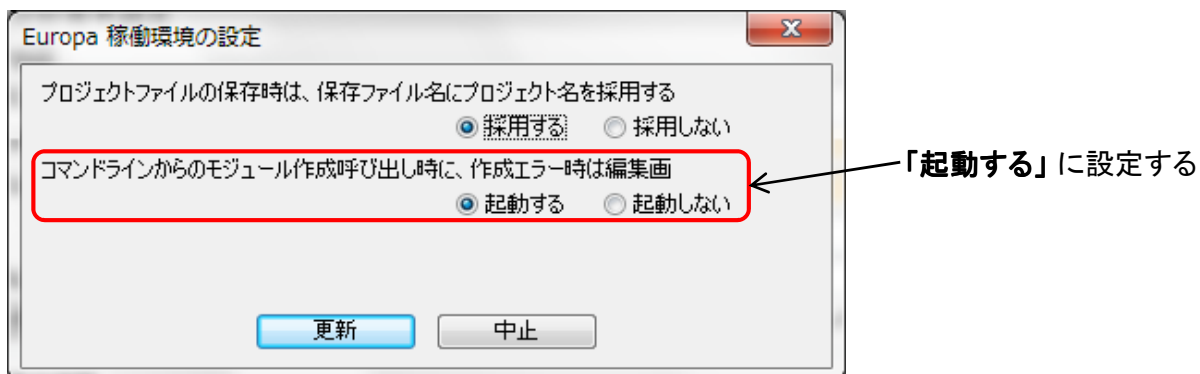 Europa 稼働環境の設定
プロジェクトファイルの保存時は、保存ファイル名にプロジェクト名を採用する
採用する 採用しない
コマンドラインからのモジュール作成呼び出し時に、作成エラー時は編集画
起動する 起動しない
「起動する」に設定する
更新 中止